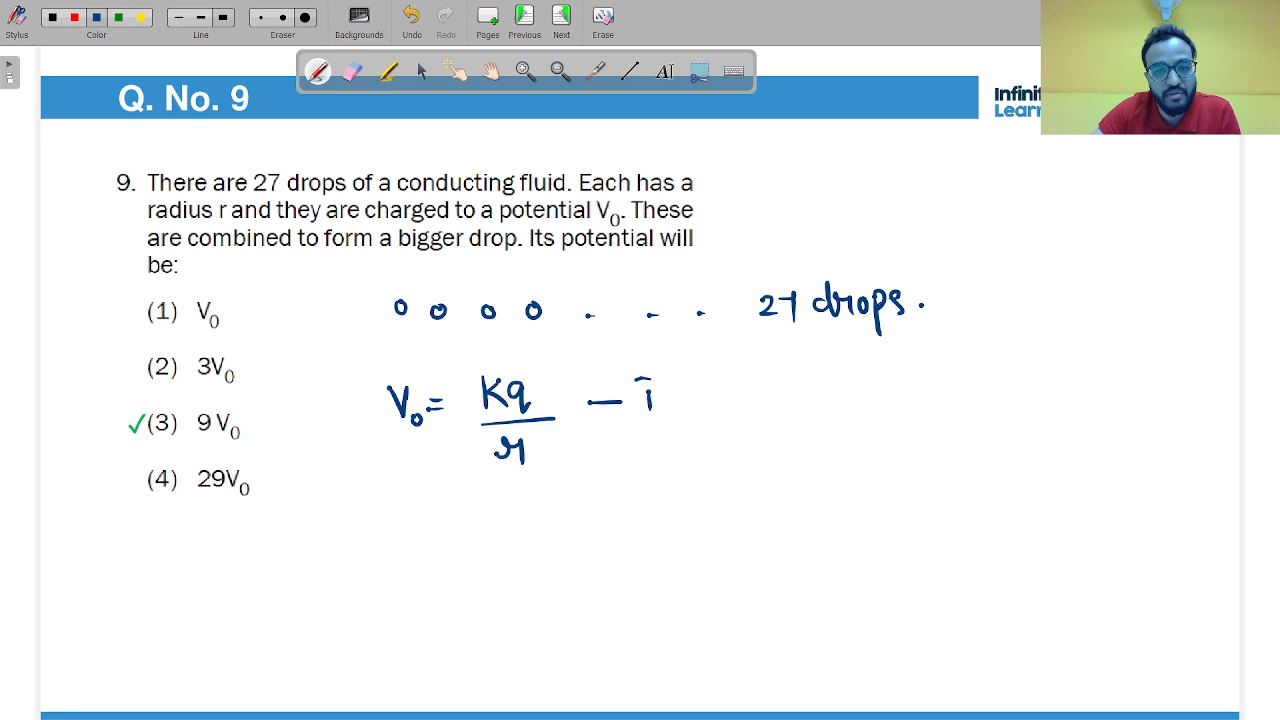 Stylus
Color
Line
Eraser
Backgrounds
Undo
Redo
Pages
Previous
Next
Erase
Q. No. 9
Infinit
Learn
9. There are 27 drops of a conducting fluid. Each has a
radius r and they are charged to a potential V₀. These
are combined to form a bigger drop. Its potential will
be:
(1) V₀
(2) 3V₀
✓(3) 9 V₀
(4) 29V₀
o o o o . . . 27 drops.
V₀ = Kq/r — i